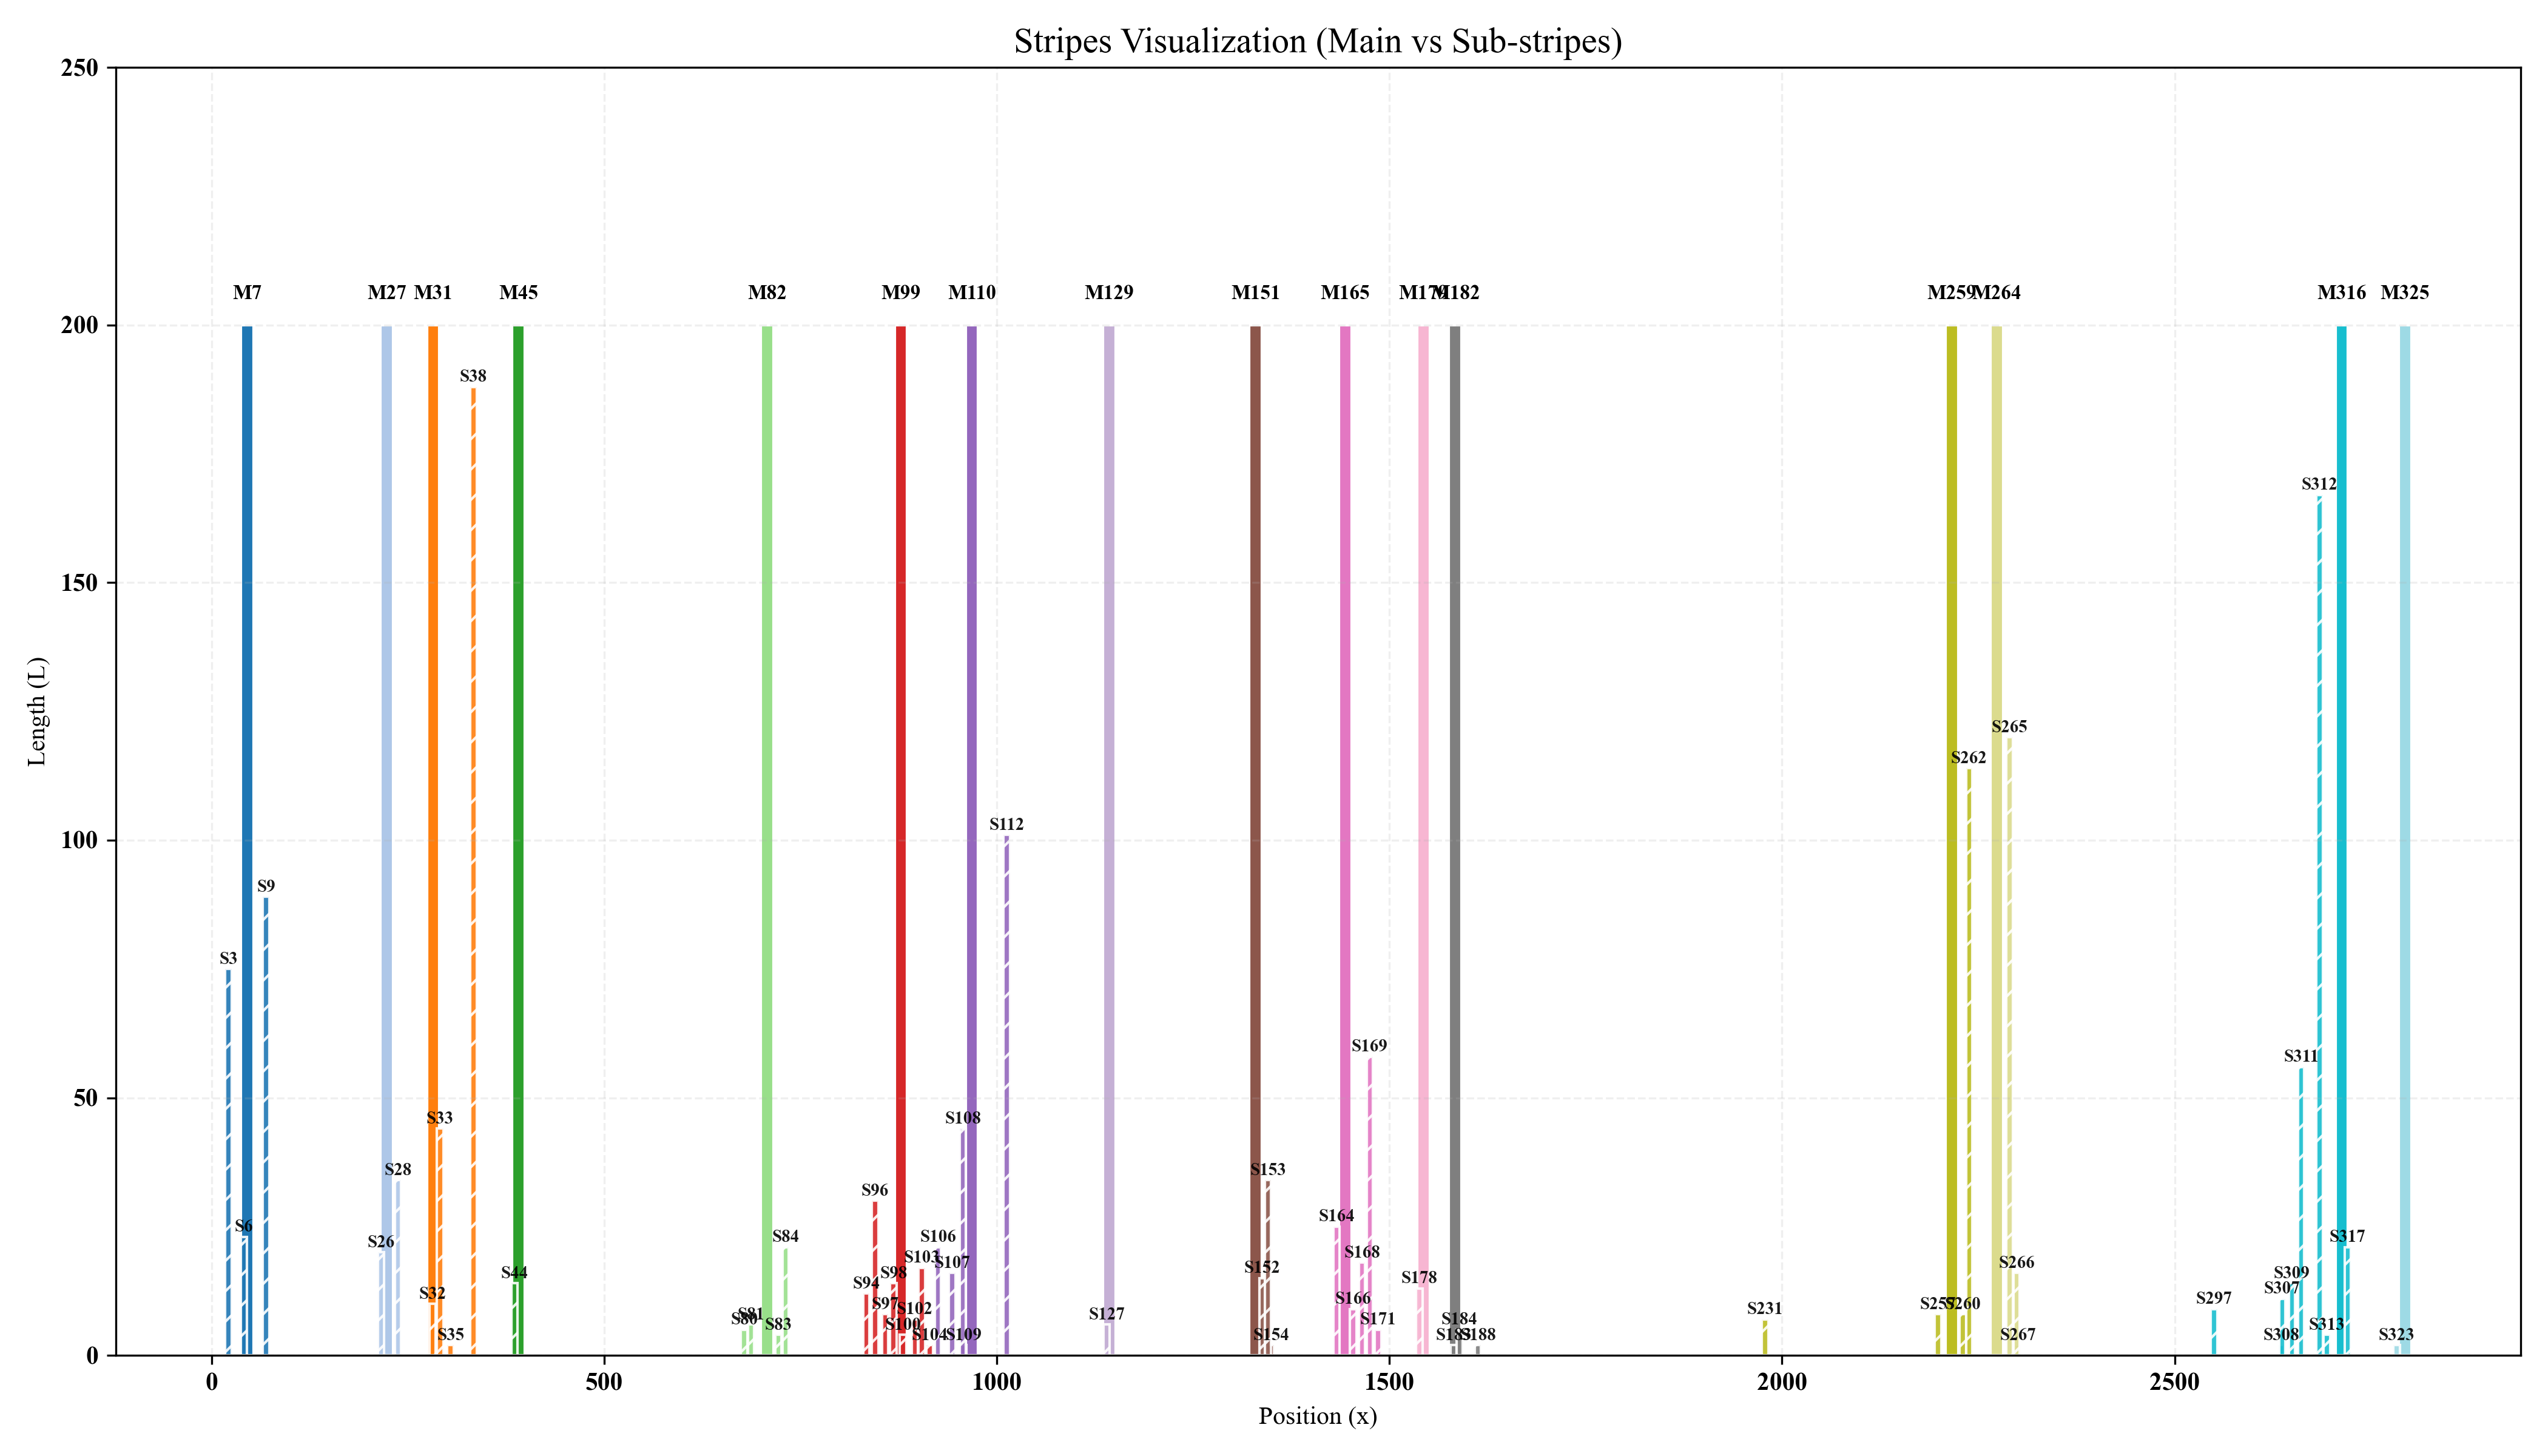 Stripes Visualization (Main vs Sub-stripes)
250
M7 M27 M31 M45 M82 M99 M110 M129 M151 M165 M182 M259 M264 M316 M325
200
S38
S312
150
Length (L)
S265
S262
S112
100
S9
S3
S311
S169
50
S33 S108
S28 S153
S96
S164
S6 S26 S84 S106 S317
S103 S107 S168
S44 S98 S152 S178 S266 S309
S94 S307
S32 S97 S102 S166 S257 S260 S297
S81 S127 S184 S231
S80 S83 S100 S171 S313
S35 S104 S109 S154 S183 S188 S267 S308 S323
0
0 500 1000 1500 2000 2500
Position (x)